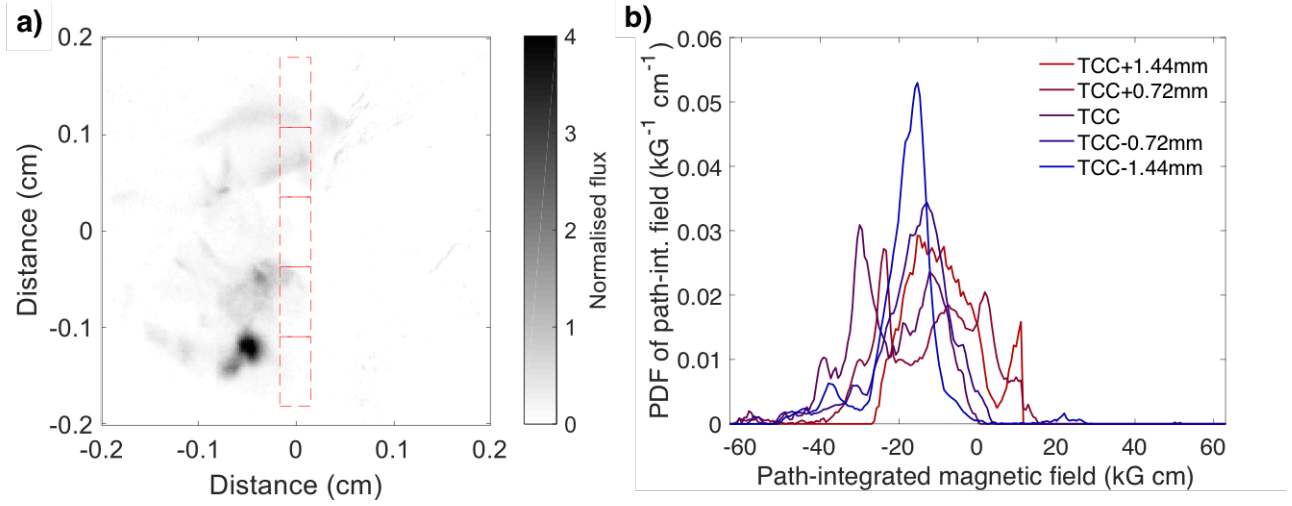 a)
0.2
0.1
0
-0.1
-0.2
Distance (cm)
-0.2
-0.1
0
0.1
0.2
Distance (cm)
4
3
2
1
0
Normalised flux
b)
0.06
0.05
0.04
0.03
0.02
0.01
0
PDF of path-int. field (kG⁻¹ cm⁻¹)
TCC+1.44mm
TCC+0.72mm
TCC
TCC-0.72mm
TCC-1.44mm
-60
-40
-20
0
20
40
60
Path-integrated magnetic field (kG cm)